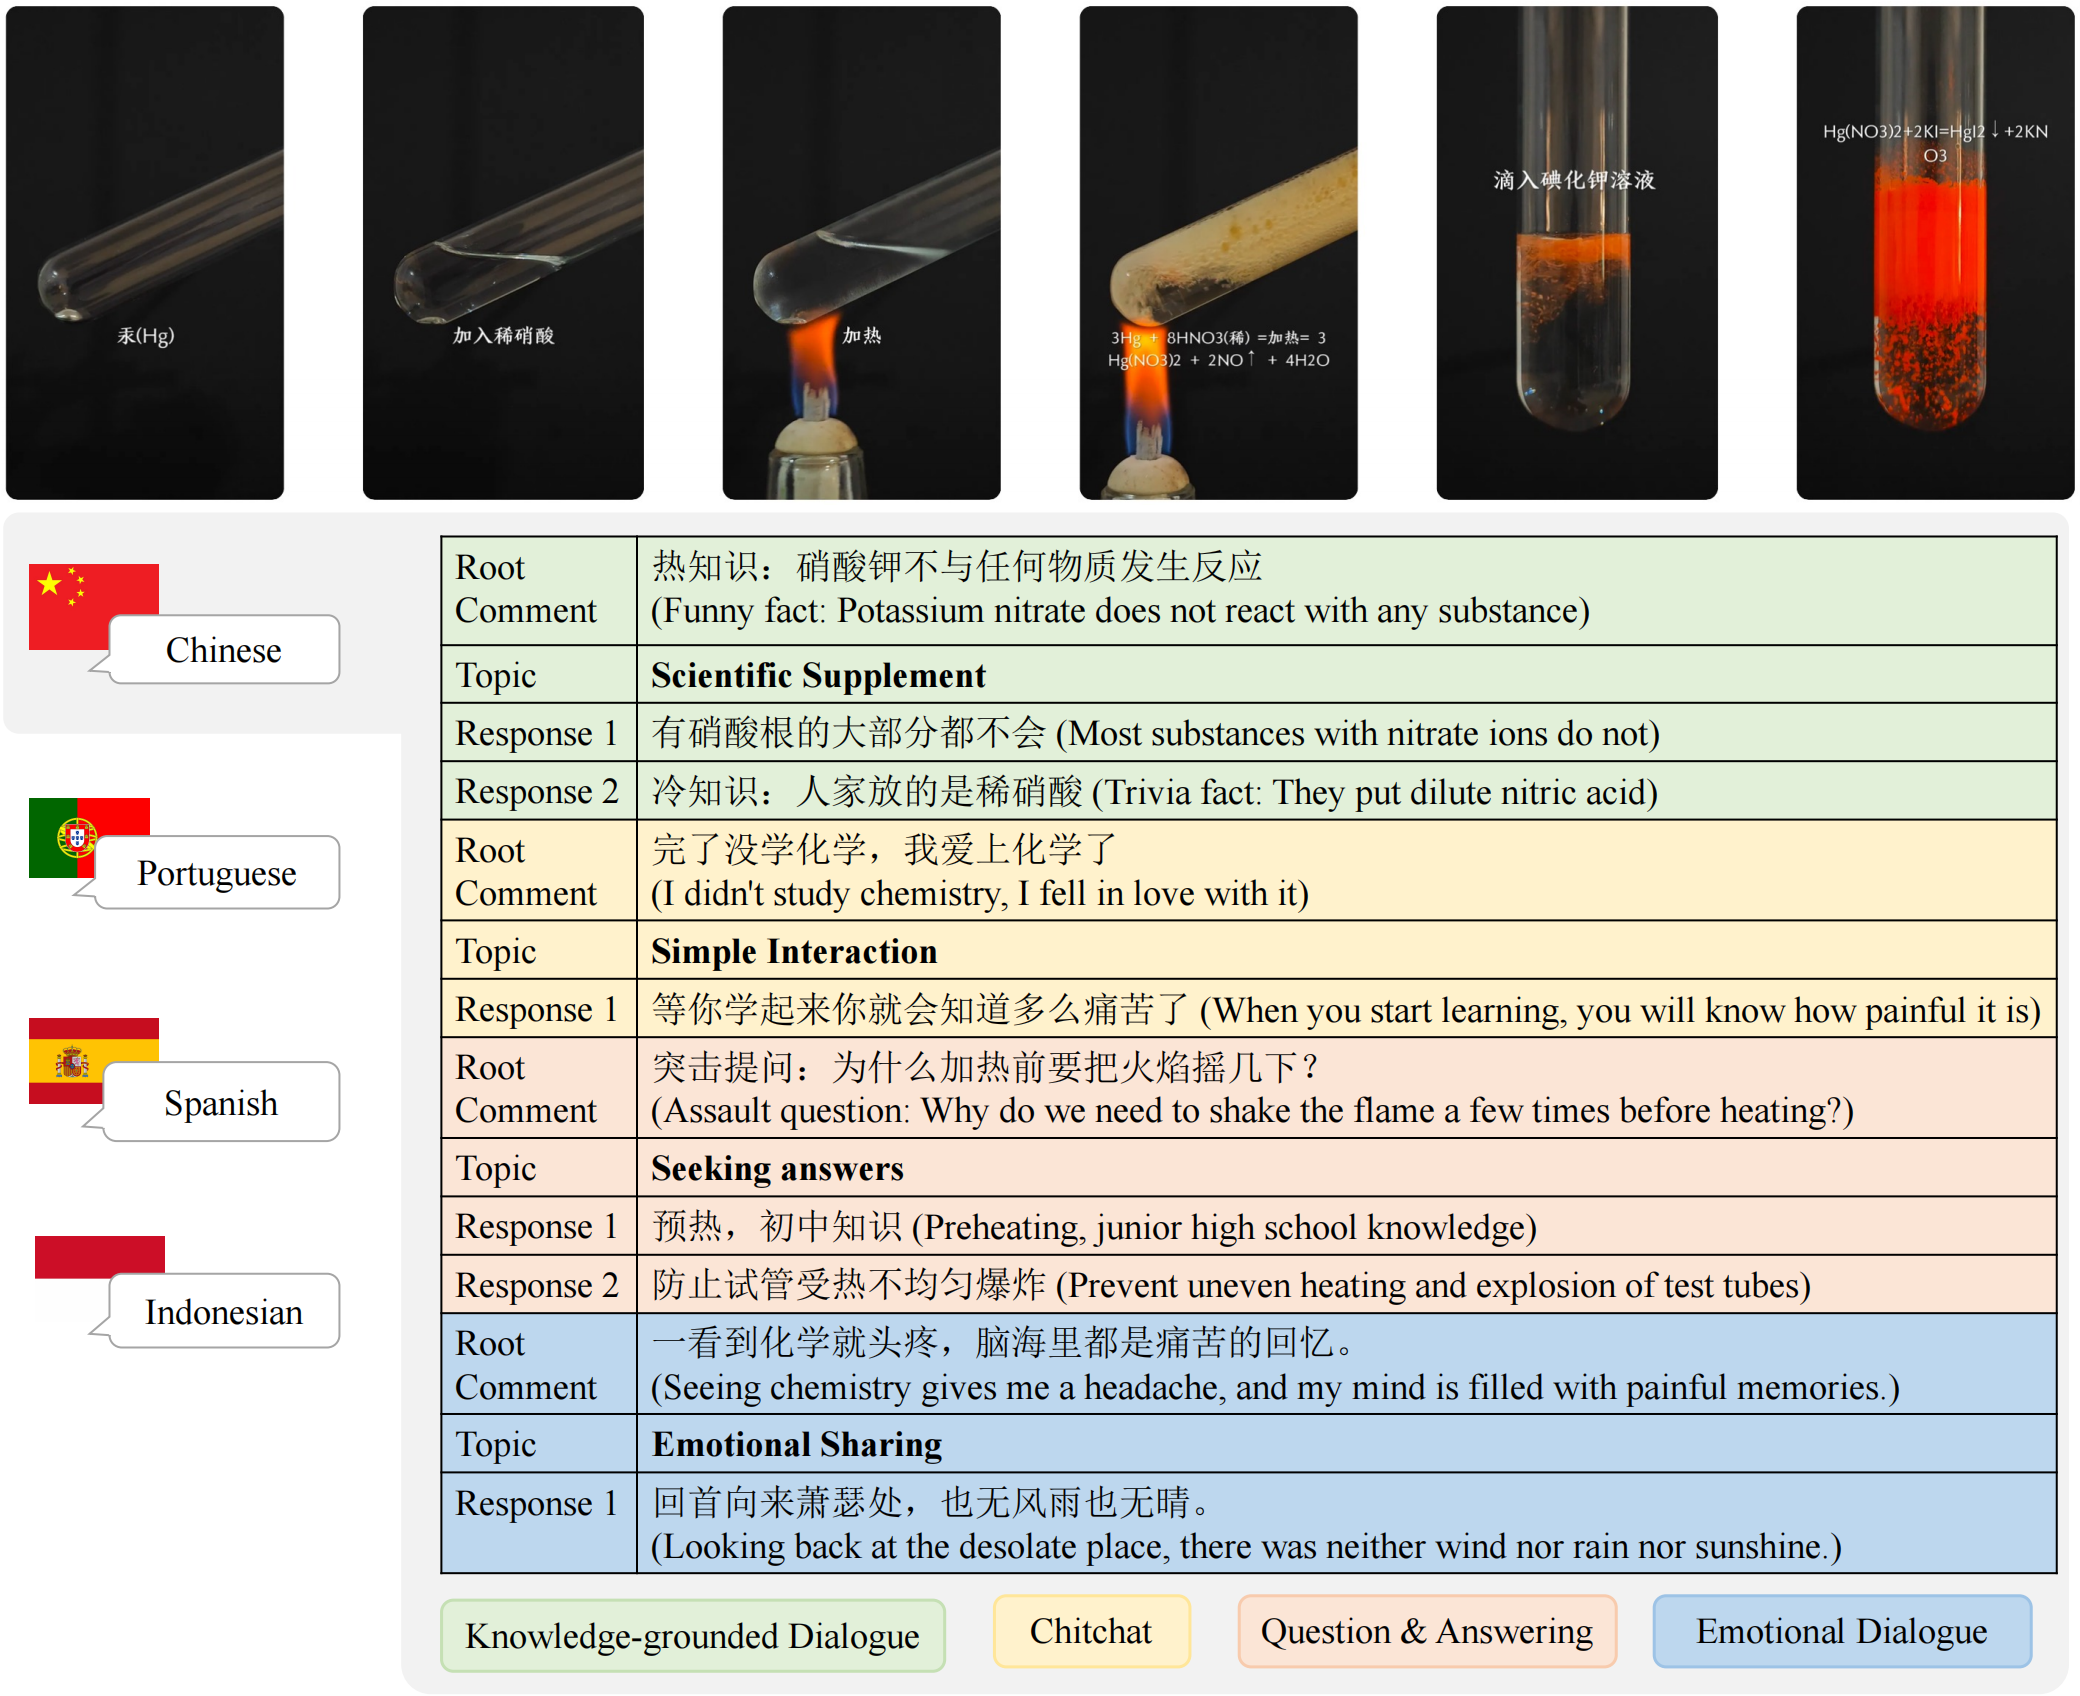 汞(Hg)
加入稀硝酸
加热
3Hg + 8HNO3(稀) =加热= 3
Hg(NO3)2 + 2NO↑ + 4H2O
滴入碘化钾溶液
Hg(NO3)2+2KI=HgI2↓+2KN
O3
Chinese
Portuguese
Spanish
Indonesian
Root
Comment
热知识：硝酸钾不与任何物质发生反应
(Funny fact: Potassium nitrate does not react with any substance)
Topic
Scientific Supplement
Response 1
有硝酸根的大部分都不会 (Most substances with nitrate ions do not)
Response 2
冷知识：人家放的是稀硝酸 (Trivia fact: They put dilute nitric acid)
Root
Comment
完了没学化学，我爱上化学了
(I didn't study chemistry, I fell in love with it)
Topic
Simple Interaction
Response 1
等你学起来你就会知道多么痛苦了 (When you start learning, you will know how painful it is)
Root
Comment
突击提问：为什么加热前要把火焰摇几下？
(Assault question: Why do we need to shake the flame a few times before heating?)
Topic
Seeking answers
Response 1
预热，初中知识 (Preheating, junior high school knowledge)
Response 2
防止试管受热不均匀爆炸 (Prevent uneven heating and explosion of test tubes)
Root
Comment
一看到化学就头疼，脑海里都是痛苦的回忆。
(Seeing chemistry gives me a headache, and my mind is filled with painful memories.)
Topic
Emotional Sharing
Response 1
回首向来萧瑟处，也无风雨也无晴。
(Looking back at the desolate place, there was neither wind nor rain nor sunshine.)
Knowledge-grounded Dialogue
Chitchat
Question & Answering
Emotional Dialogue